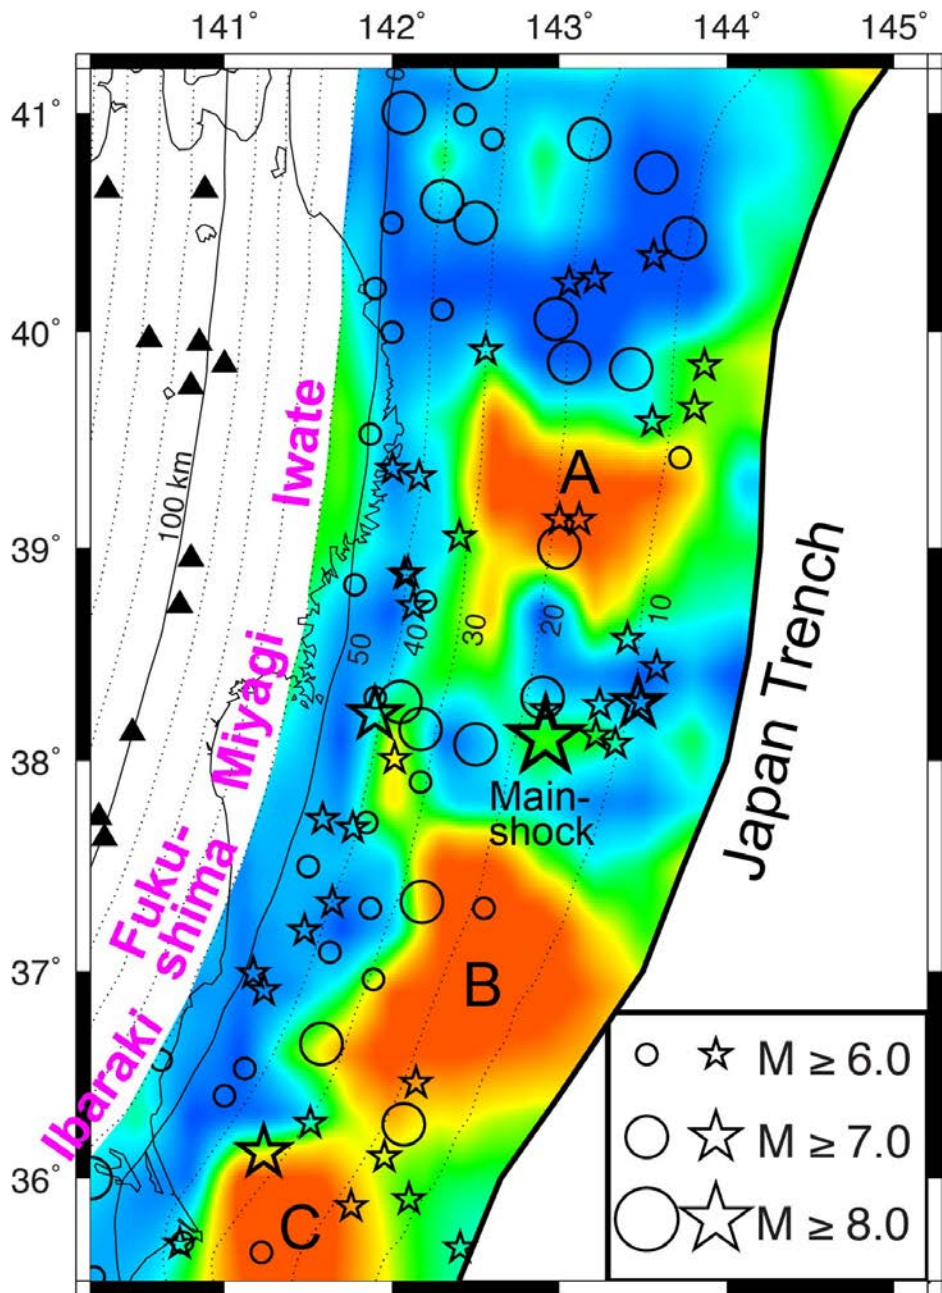 141° 142° 143° 144° 145°
41°
40°
39°
38°
37°
36°
Iwate
100 km
A
Miyagi
50 40 30 20 10
Japan Trench
Main-
shock
Fuku-
shima
B
Ibaraki
C
M ≥ 6.0
M ≥ 7.0
M ≥ 8.0